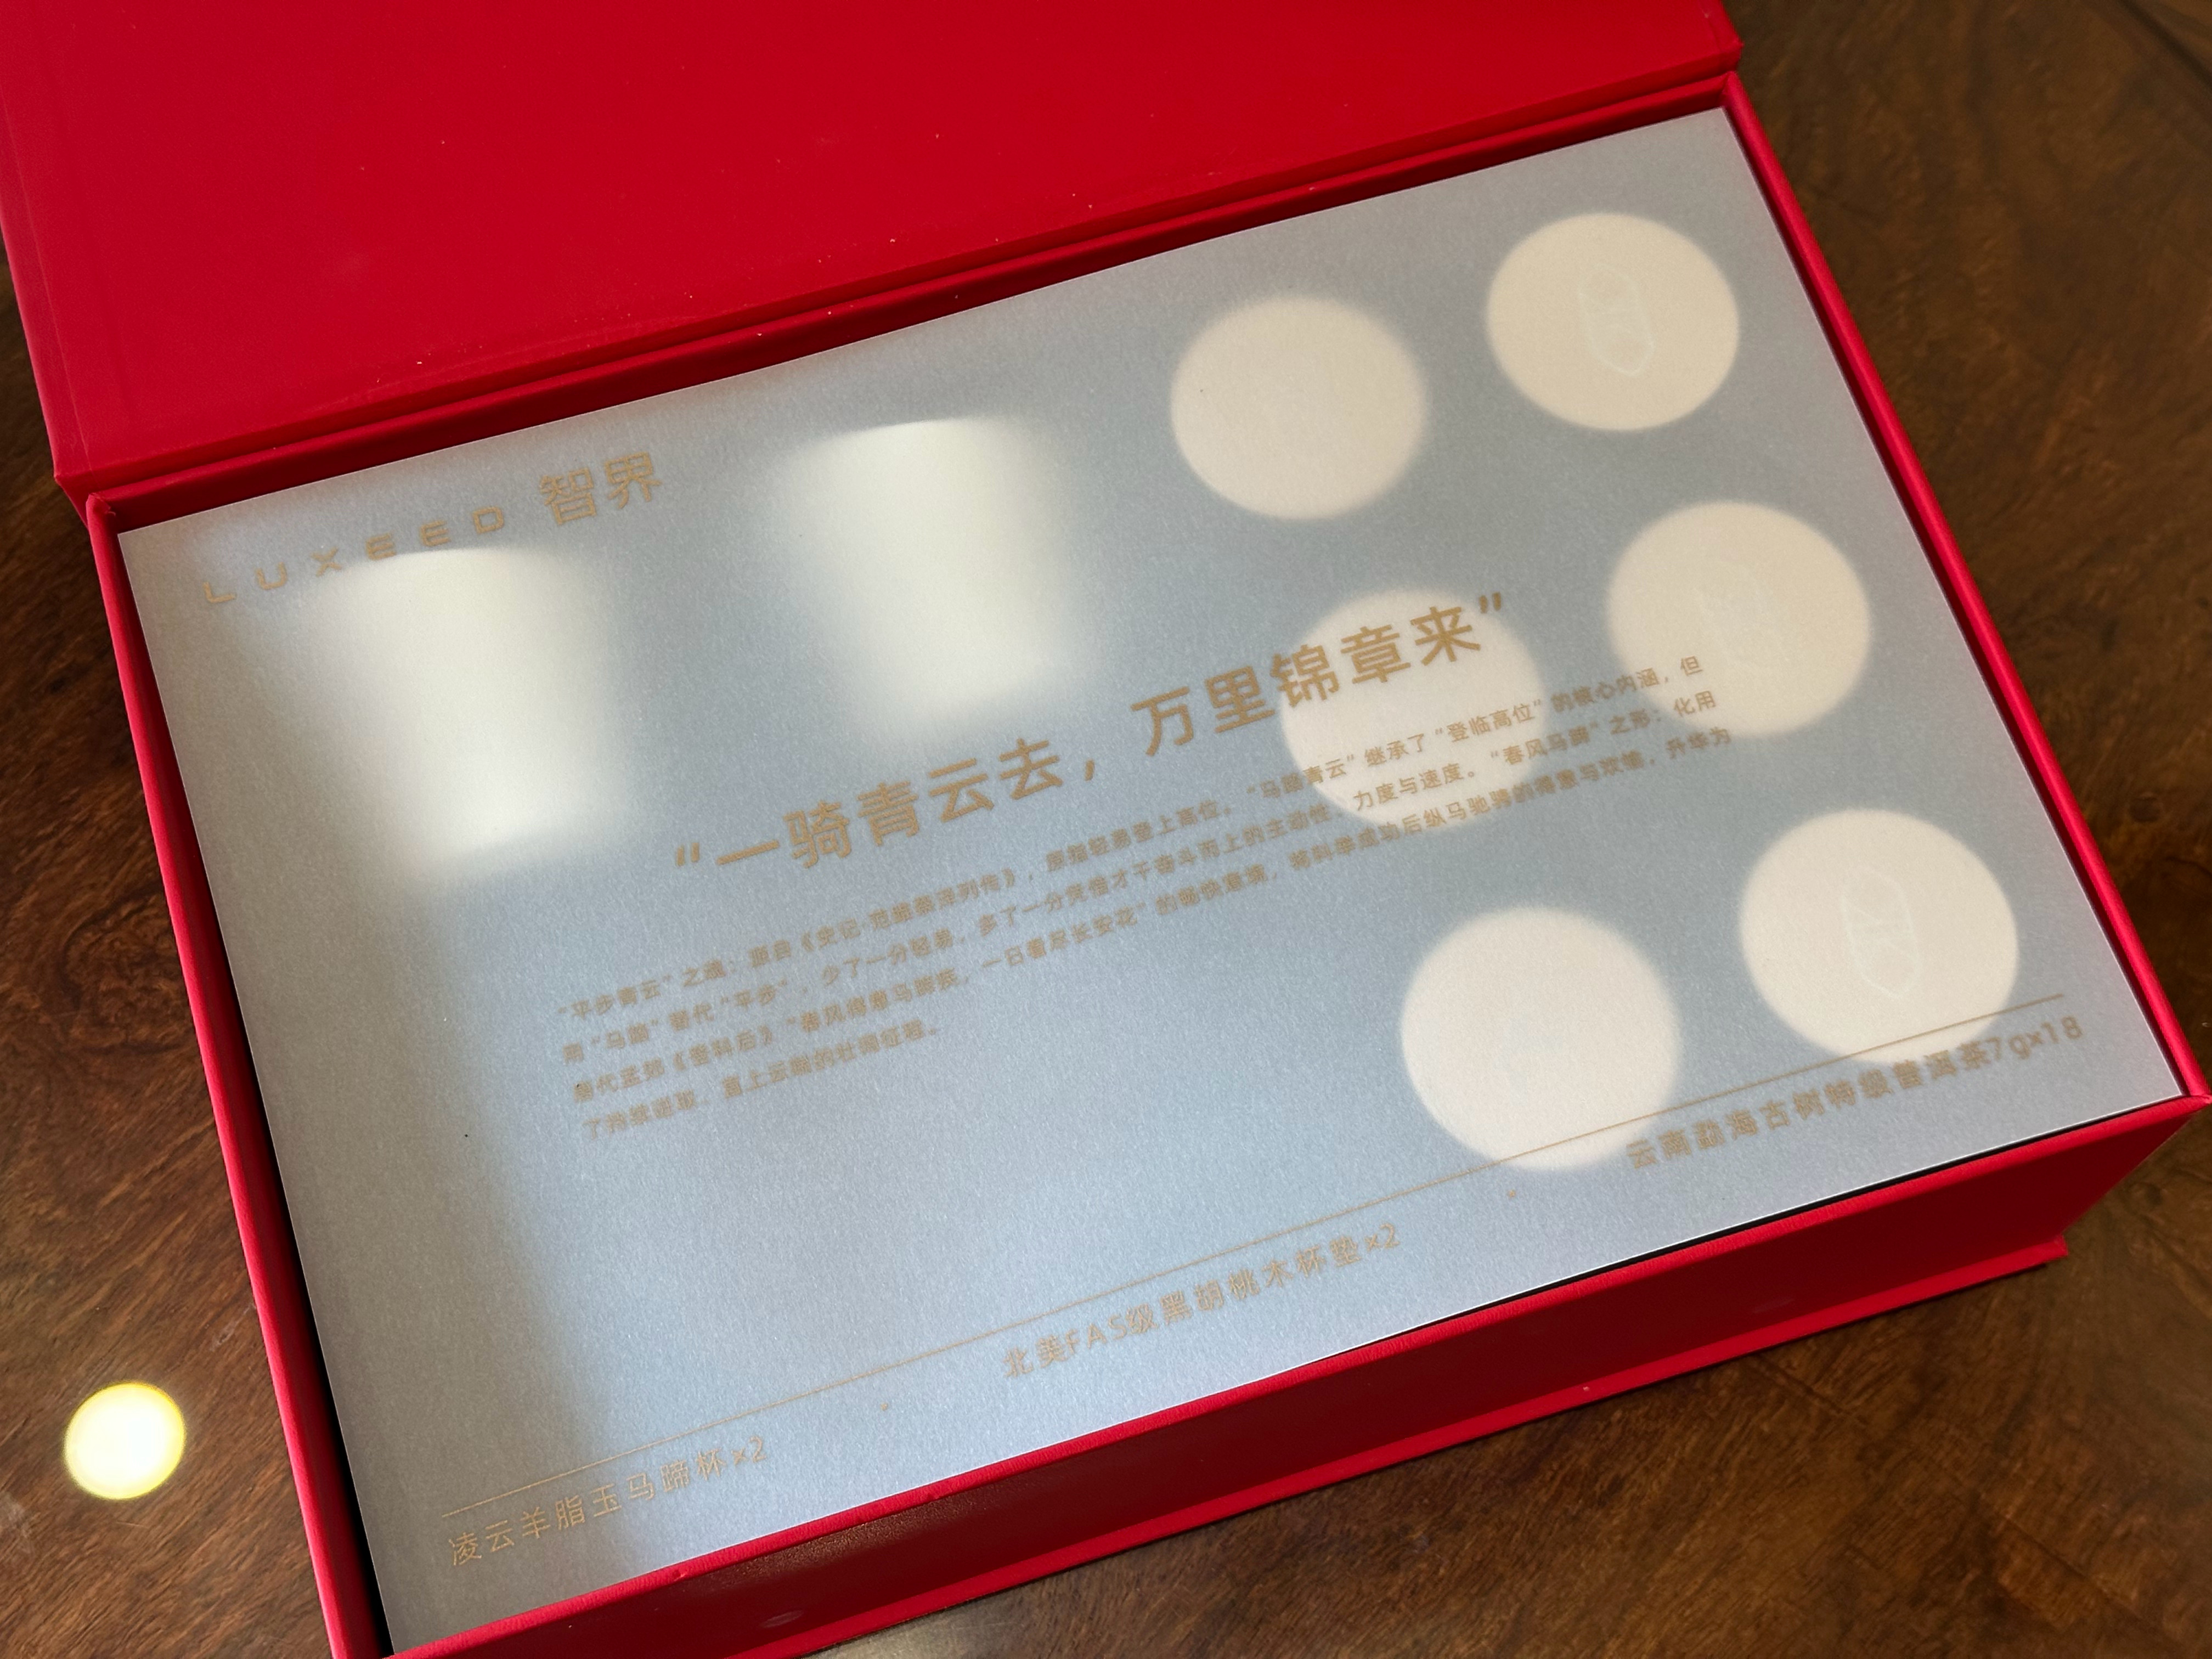 LUXEED 智界
“一骑青云去，万里锦章来”
“平步青云”之魂：源自《史记·范雎蔡泽列传》，原指轻易登上高位。“马踏青云”继承了“登临高位”的核心内涵，但
用“马踏”替代“平步”，少了一分轻易，多了一分凭借才干奋斗而上的主动性、力度与速度。“春风马蹄”之形：化用
唐代孟郊《登科后》“春风得意马蹄疾，一日看尽长安花”的畅快意境，将科举成功后纵马驰骋的得意与欢愉，升华为
了持续进取、直上云端的壮阔征程。
凌云羊脂玉马蹄杯×2
北美FAS级黑胡桃木杯垫×2
云南勐海古树特级普洱茶7g×18